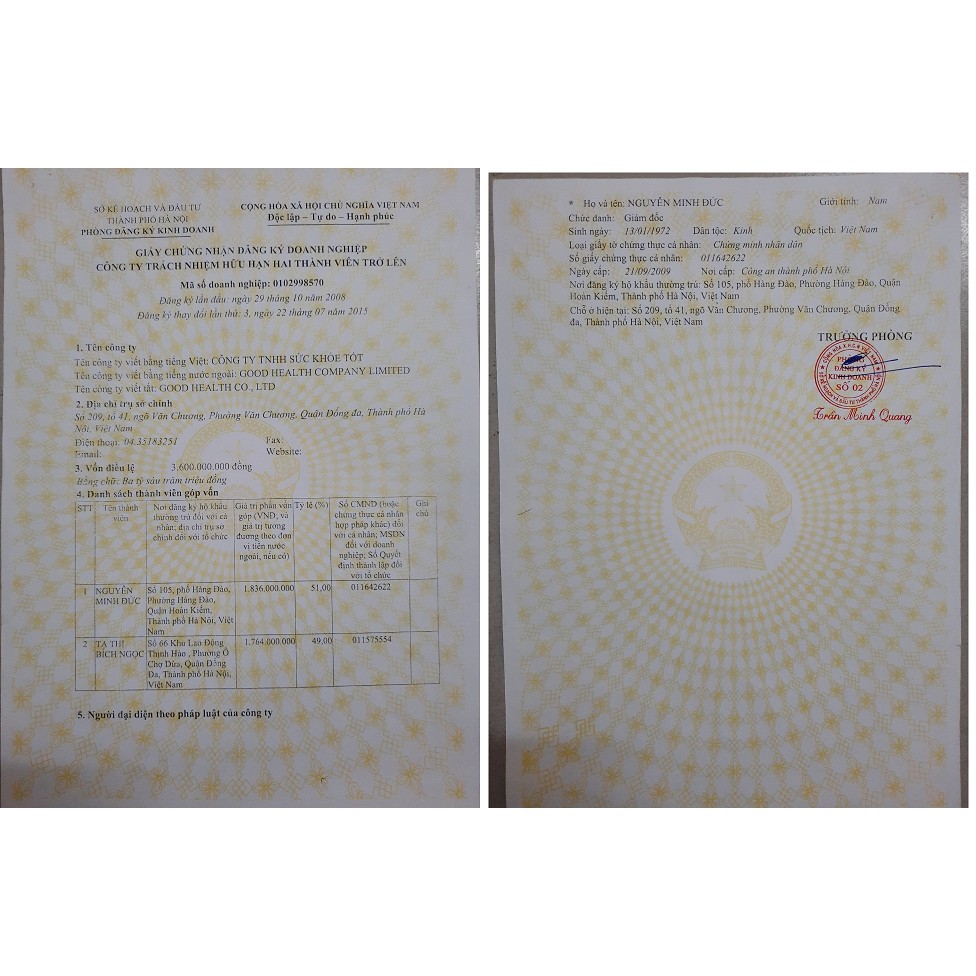 SỞ KẾ HOẠCH VÀ ĐẦU TƯ
THÀNH PHỐ HÀ NỘI
PHÒNG ĐĂNG KÝ KINH DOANH
CỘNG HÒA XÃ HỘI CHỦ NGHĨA VIỆT NAM
Độc lập – Tự do – Hạnh phúc
GIẤY CHỨNG NHẬN ĐĂNG KÝ DOANH NGHIỆP
CÔNG TY TRÁCH NHIỆM HỮU HẠN HAI THÀNH VIÊN TRỞ LÊN
Mã số doanh nghiệp: 0102998570
Đăng ký lần đầu: ngày 29 tháng 10 năm 2008
Đăng ký thay đổi lần thứ: 3, ngày 22 tháng 07 năm 2015
1. Tên công ty
Tên công ty viết bằng tiếng Việt: CÔNG TY TNHH SỨC KHỎE TỐT
Tên công ty viết bằng tiếng nước ngoài: GOOD HEALTH COMPANY LIMITED
Tên công ty viết tắt: GOOD HEALTH CO., LTD
2. Địa chỉ trụ sở chính
Số 209, tổ 41, ngõ Văn Chương, Phường Văn Chương, Quận Đống đa, Thành phố Hà
Nội, Việt Nam
Điện thoại: 04.35183251 Fax:
Email: Website:
3. Vốn điều lệ 3.600.000.000 đồng
Bằng chữ: Ba tỷ sáu trăm triệu đồng
4. Danh sách thành viên góp vốn
STT
Tên thành
viên
Nơi đăng ký hộ khẩu
thường trú đối với cá
nhân; địa chỉ trụ sở
chính đối với tổ chức
Giá trị phần vốn
góp (VNĐ; và
giá trị tương
đương theo đơn
vị tiền nước
ngoài, nếu có)
Tỷ lệ (%)
Số CMND (hoặc
chứng thực cá nhân
hợp pháp khác) đối
với cá nhân; MSDN
đối với doanh
nghiệp; Số Quyết
định thành lập đối
với tổ chức
Ghi
chú
1
NGUYỄN
MINH ĐỨC
Số 105, phố Hàng Đào,
Phường Hàng Đào,
Quận Hoàn Kiếm,
Thành phố Hà Nội, Việt
Nam
1.836.000.000
51,00
011642622
2
TẠ THỊ
BÍCH NGỌC
Số 66 Khu Lao Động
Thịnh Hào , Phường Ô
Chợ Dừa, Quận Đống
Đa, Thành phố Hà Nội,
Việt Nam
1.764.000.000
49,00
011575554
5. Người đại diện theo pháp luật của công ty
* Họ và tên: NGUYỄN MINH ĐỨC Giới tính: Nam
Chức danh: Giám đốc
Sinh ngày: 13/01/1972 Dân tộc: Kinh Quốc tịch: Việt Nam
Loại giấy tờ chứng thực cá nhân: Chứng minh nhân dân
Số giấy chứng thực cá nhân: 011642622
Ngày cấp: 21/09/2009 Nơi cấp: Công an thành phố Hà Nội
Nơi đăng ký hộ khẩu thường trú: Số 105, phố Hàng Đào, Phường Hàng Đào, Quận
Hoàn Kiếm, Thành phố Hà Nội, Việt Nam
Chỗ ở hiện tại: Số 209, tổ 41, ngõ Văn Chương, Phường Văn Chương, Quận Đống
đa, Thành phố Hà Nội, Việt Nam
TRƯỞNG PHÒNG
PHÒNG
ĐĂNG KÝ
KINH DOANH
SỐ 02
Trần Minh Quang